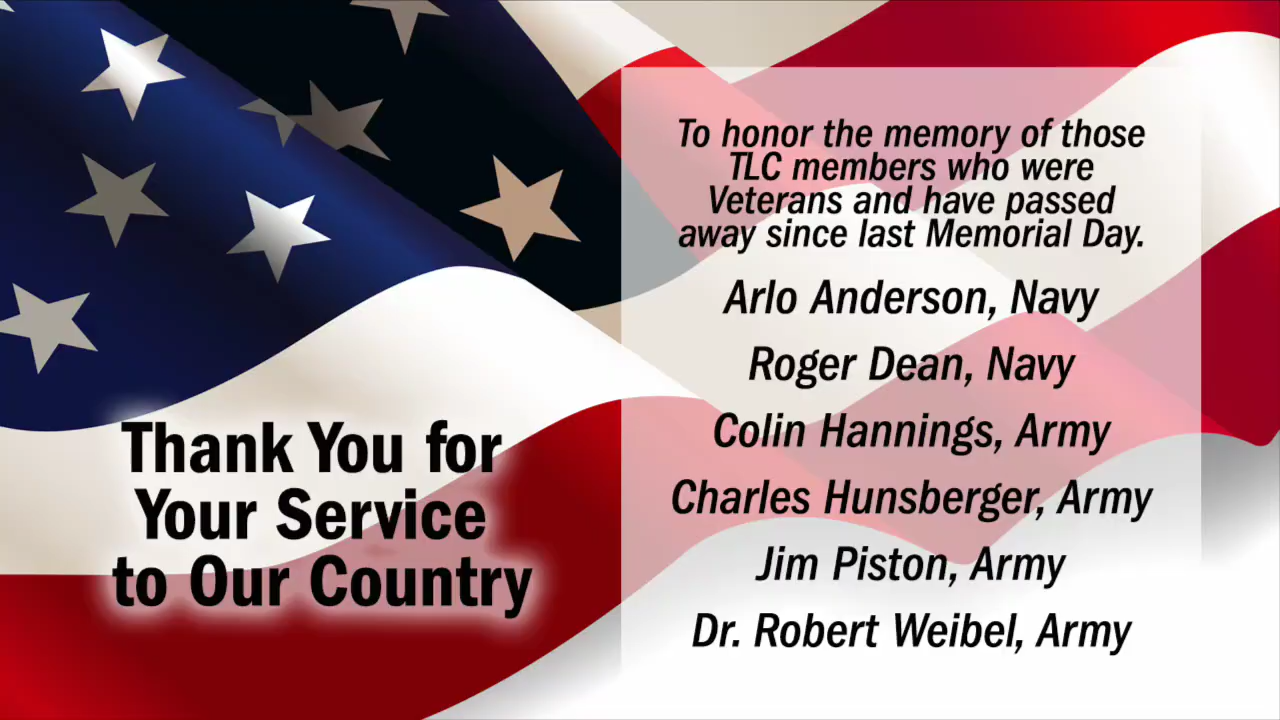 Thank You for
Your Service
to Our Country
To honor the memory of those
TLC members who were
Veterans and have passed
away since last Memorial Day.
Arlo Anderson, Navy
Roger Dean, Navy
Colin Hannings, Army
Charles Hunsberger, Army
Jim Piston, Army
Dr. Robert Weibel, Army